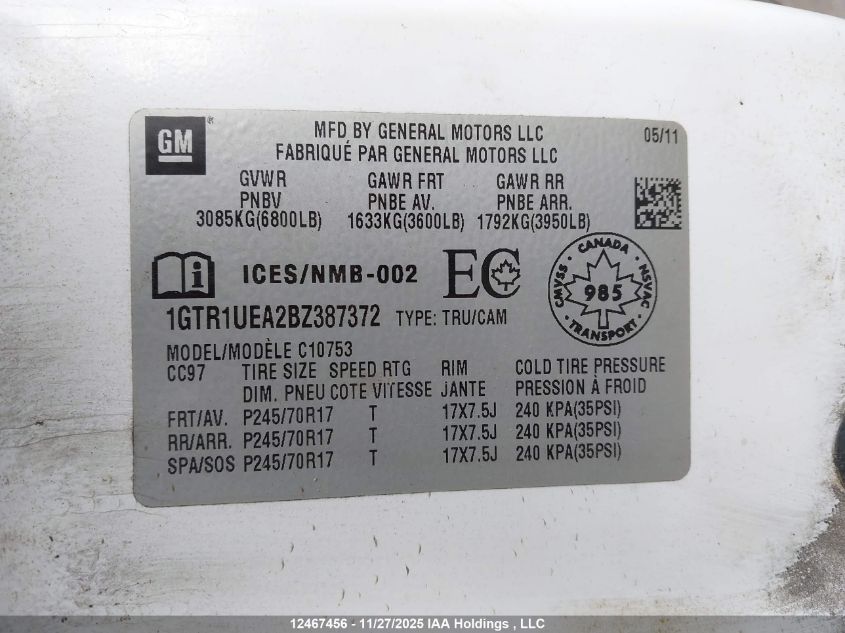 GM
MFD BY GENERAL MOTORS LLC
FABRIQUÉ PAR GENERAL MOTORS LLC
05/11
GVWR GAWR FRT GAWR RR
PNBV PNBE AV. PNBE ARR.
3085KG(6800LB) 1633KG(3600LB) 1792KG(3950LB)
ICES/NMB-002 EC
CANADA
CMVSS 985 NSVAC
TRANSPORT
1GTR1UEA2BZ387372 TYPE: TRU/CAM
MODEL/MODÈLE C10753
CC97 TIRE SIZE SPEED RTG RIM COLD TIRE PRESSURE
DIM. PNEU COTE VITESSE JANTE PRESSION À FROID
FRT/AV. P245/70R17 T 17X7.5J 240 KPA(35PSI)
RR/ARR. P245/70R17 T 17X7.5J 240 KPA(35PSI)
SPA/SOS P245/70R17 T 17X7.5J 240 KPA(35PSI)
12467456 - 11/27/2025 IAA Holdings , LLC